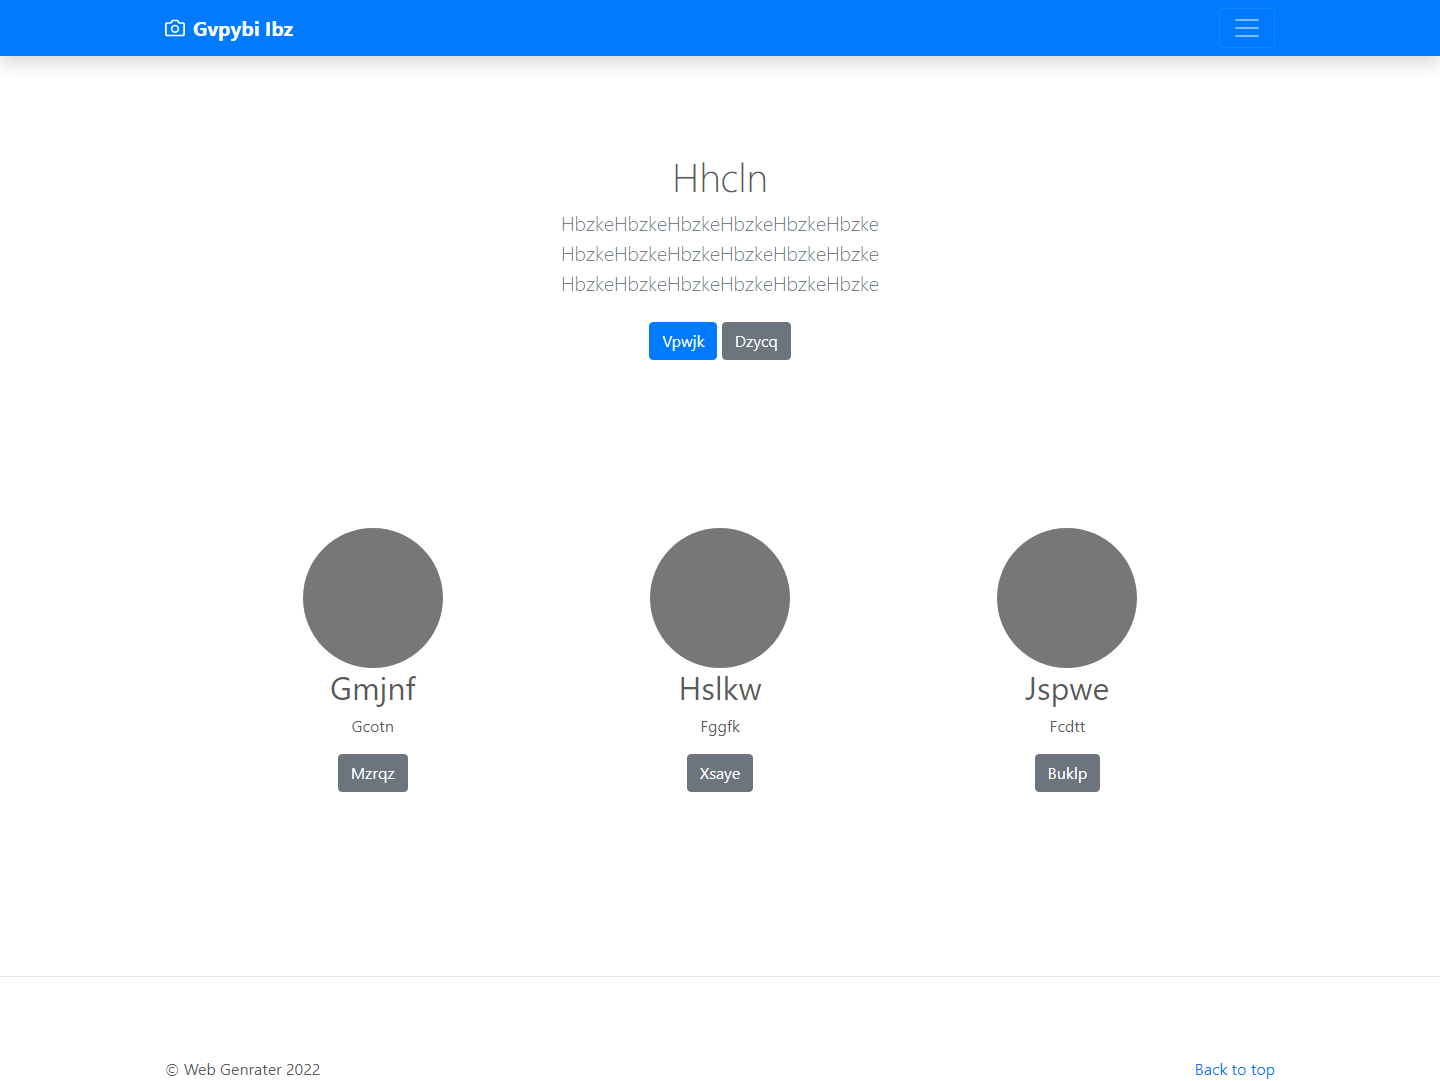 Gvpybi Ibz
Hhcln
HbzkeHbzkeHbzkeHbzkeHbzkeHbzke
HbzkeHbzkeHbzkeHbzkeHbzkeHbzke
HbzkeHbzkeHbzkeHbzkeHbzkeHbzke
Vpwjk Dzycq
Gmjnf Hslkw Jspwe
Gcotn Fggfk Fcdtt
Mzrqz Xsaye Buklp
© Web Genrater 2022 Back to top